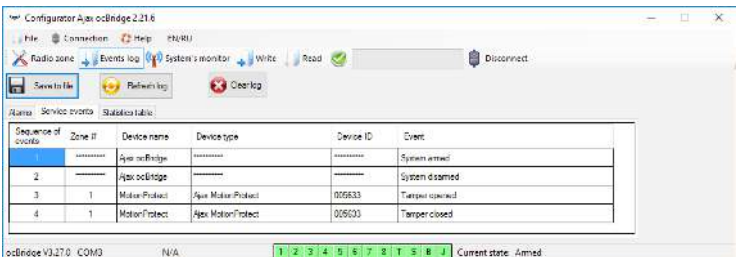 Configurator Ajax ocBridge 2.21.6
File Connection Help EN/RU
Radio zone Events log System's monitor Write Read Disconnect
Save to file Refresh log Clear log
Alarms Service events Statistics table
Sequence of events Zone # Device name Device type Device ID Event
1 ********** Ajax ocBridge ********** ********** System armed
2 ********** Ajax ocBridge ********** ********** System disarmed
3 1 MotionProtect Ajax MotionProtect 005633 Tamper opened
4 1 MotionProtect Ajax MotionProtect 005633 Tamper closed
ocBridge V3.27.0 COM3 N/A 1 2 3 4 5 6 7 8 T S B J Current state: Armed